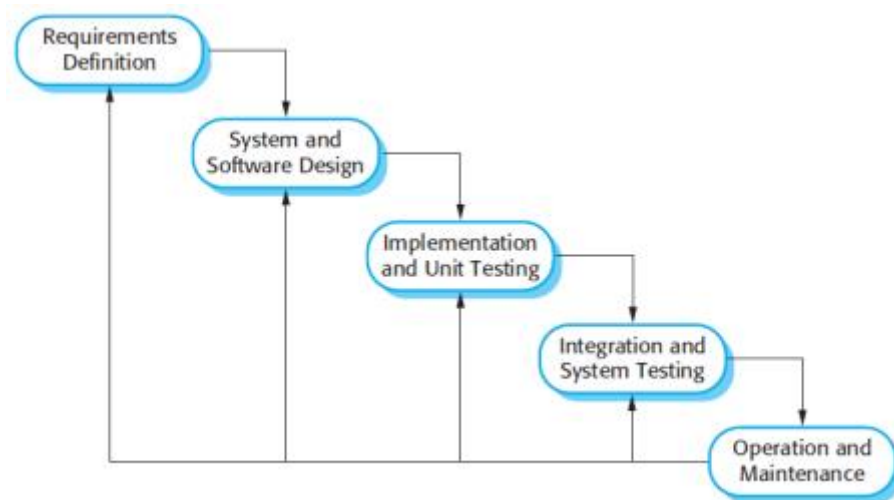 Requirements
Definition
System and
Software Design
Implementation
and Unit Testing
Integration and
System Testing
Operation and
Maintenance